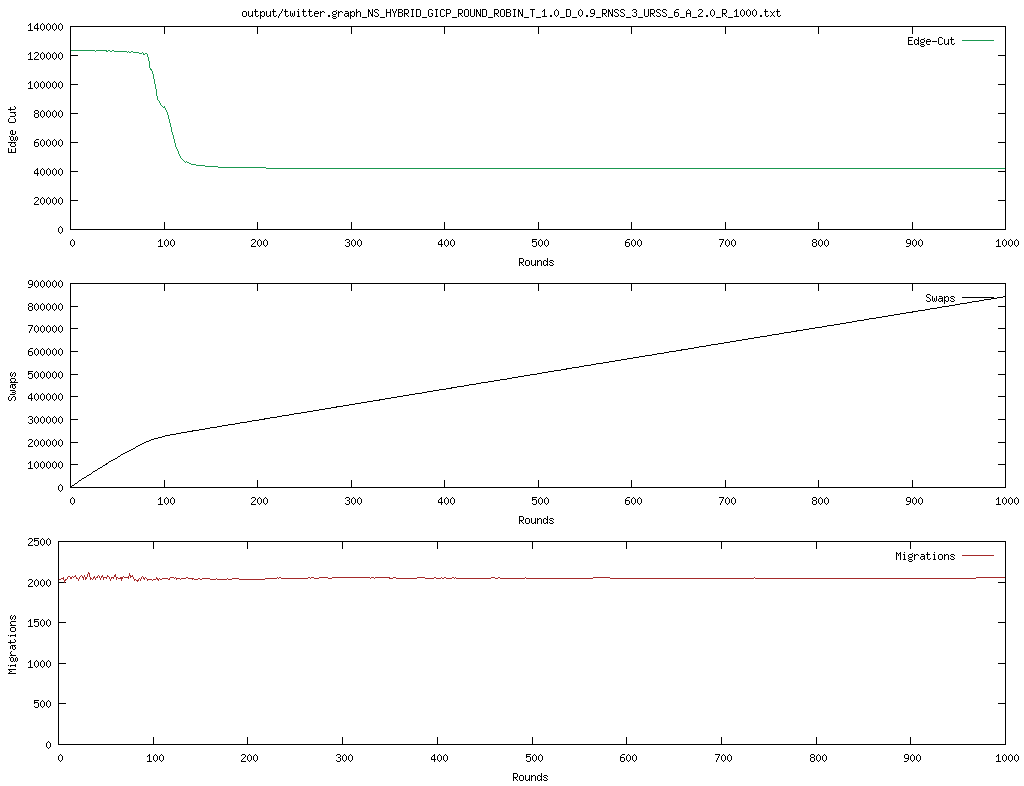 output/twitter.graph_NS_HYBRID_GICP_ROUND_ROBIN_T_1.0_D_0.9_RNSS_3_URSS_6_A_2.0_R_1000.txt
140000
120000
100000
80000
60000
40000
20000
0
Edge Cut
Edge-Cut
0 100 200 300 400 500 600 700 800 900 1000
Rounds
900000
800000
700000
600000
500000
400000
300000
200000
100000
0
Swaps
Swaps
0 100 200 300 400 500 600 700 800 900 1000
Rounds
2500
2000
1500
1000
500
0
Migrations
Migrations
0 100 200 300 400 500 600 700 800 900 1000
Rounds